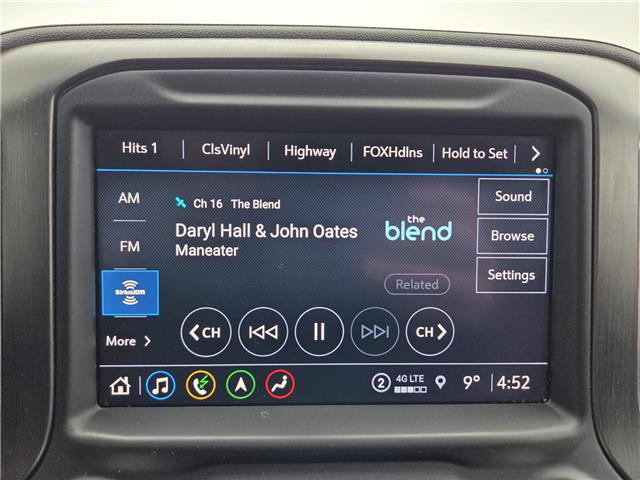 Hits 1 ClsVinyl Highway FOXHdlns Hold to Set
AM
Ch 16 The Blend
Sound
Daryl Hall & John Oates
the blend
Maneater
FM
Browse
Related
Settings
SiriusXM
More
CH
CH
2 4G LTE 9° 4:52